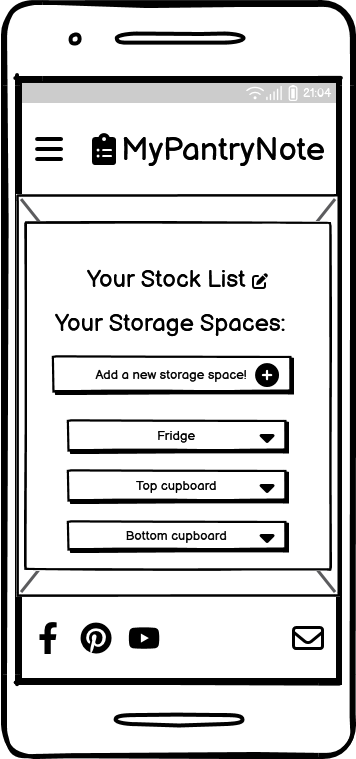 21:04
MyPantryNote
Your Stock List
Your Storage Spaces:
Add a new storage space!
Fridge
Top cupboard
Bottom cupboard